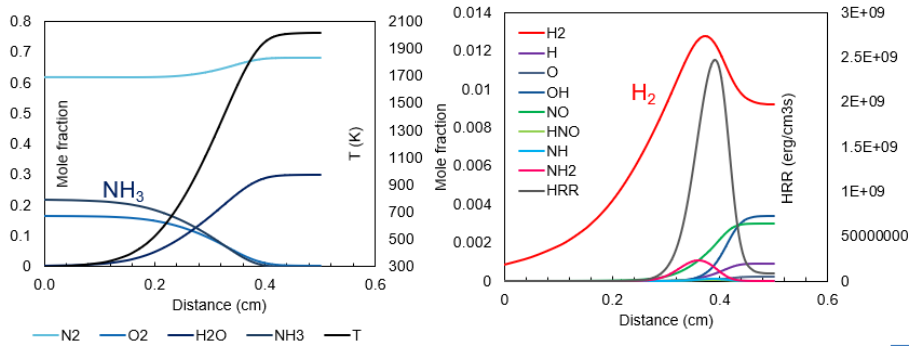 0.8
0.7
0.6
0.5
0.4
0.3
0.2
0.1
0
Mole fraction
NH3
2100
1900
1700
1500
1300
1100
900
700
500
300
T (K)
0.0
0.2
0.4
0.6
Distance (cm)
N2
O2
H2O
NH3
T
0.014
0.012
0.01
0.008
0.006
0.004
0.002
0
Mole fraction
H2
H
O
OH
NO
HNO
NH
NH2
HRR
H2
3E+09
2.5E+09
2E+09
1.5E+09
1E+09
50000000
0
HRR (erg/cm3s)
0
0.2
0.4
0.6
Distance (cm)